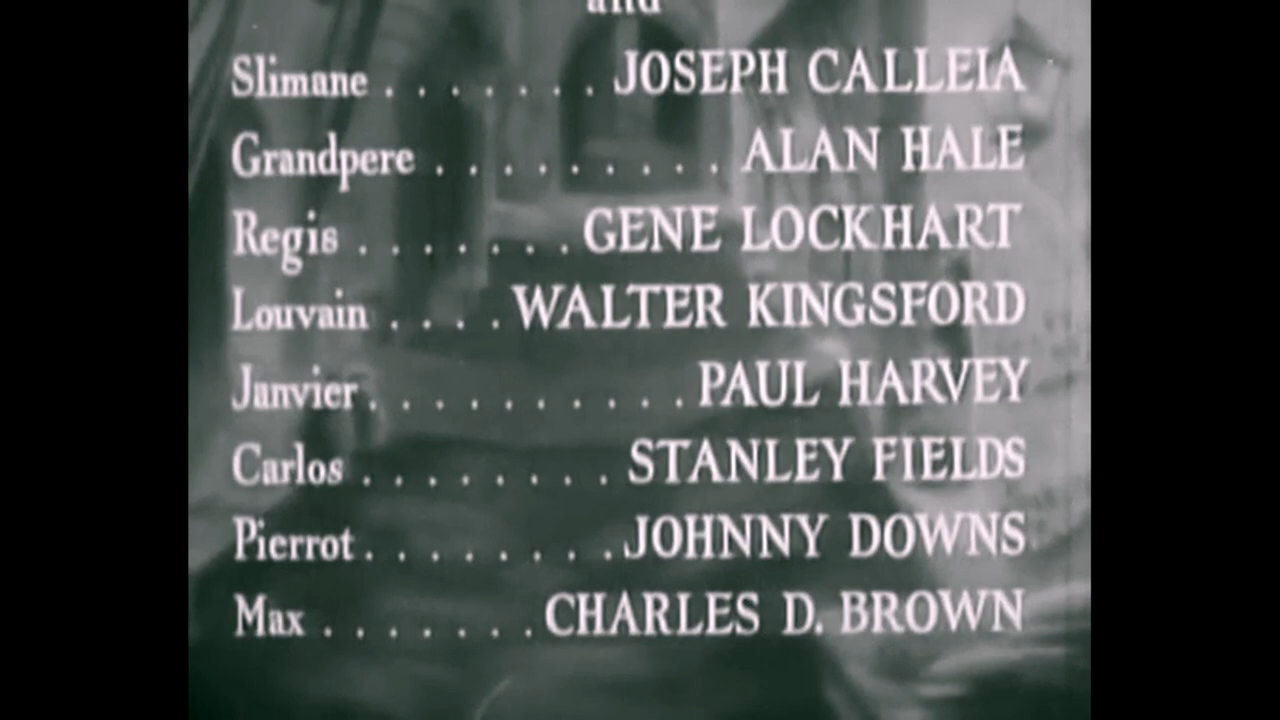 and
Slimane . . . . . . . JOSEPH CALLEIA
Grandpere . . . . . . . . . ALAN HALE
Regis . . . . . . . GENE LOCKHART
Louvain . . . . WALTER KINGSFORD
Janvier . . . . . . . . . . PAUL HARVEY
Carlos . . . . . . . . STANLEY FIELDS
Pierrot . . . . . . . . JOHNNY DOWNS
Max . . . . . . . CHARLES D. BROWN